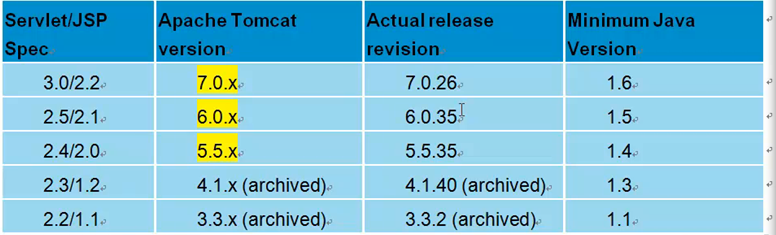 Servlet/JSP Spec Apache Tomcat version Actual release revision Minimum Java Version
3.0/2.2 7.0.x 7.0.26 1.6
2.5/2.1 6.0.x 6.0.35 1.5
2.4/2.0 5.5.x 5.5.35 1.4
2.3/1.2 4.1.x (archived) 4.1.40 (archived) 1.3
2.2/1.1 3.3.x (archived) 3.3.2 (archived) 1.1